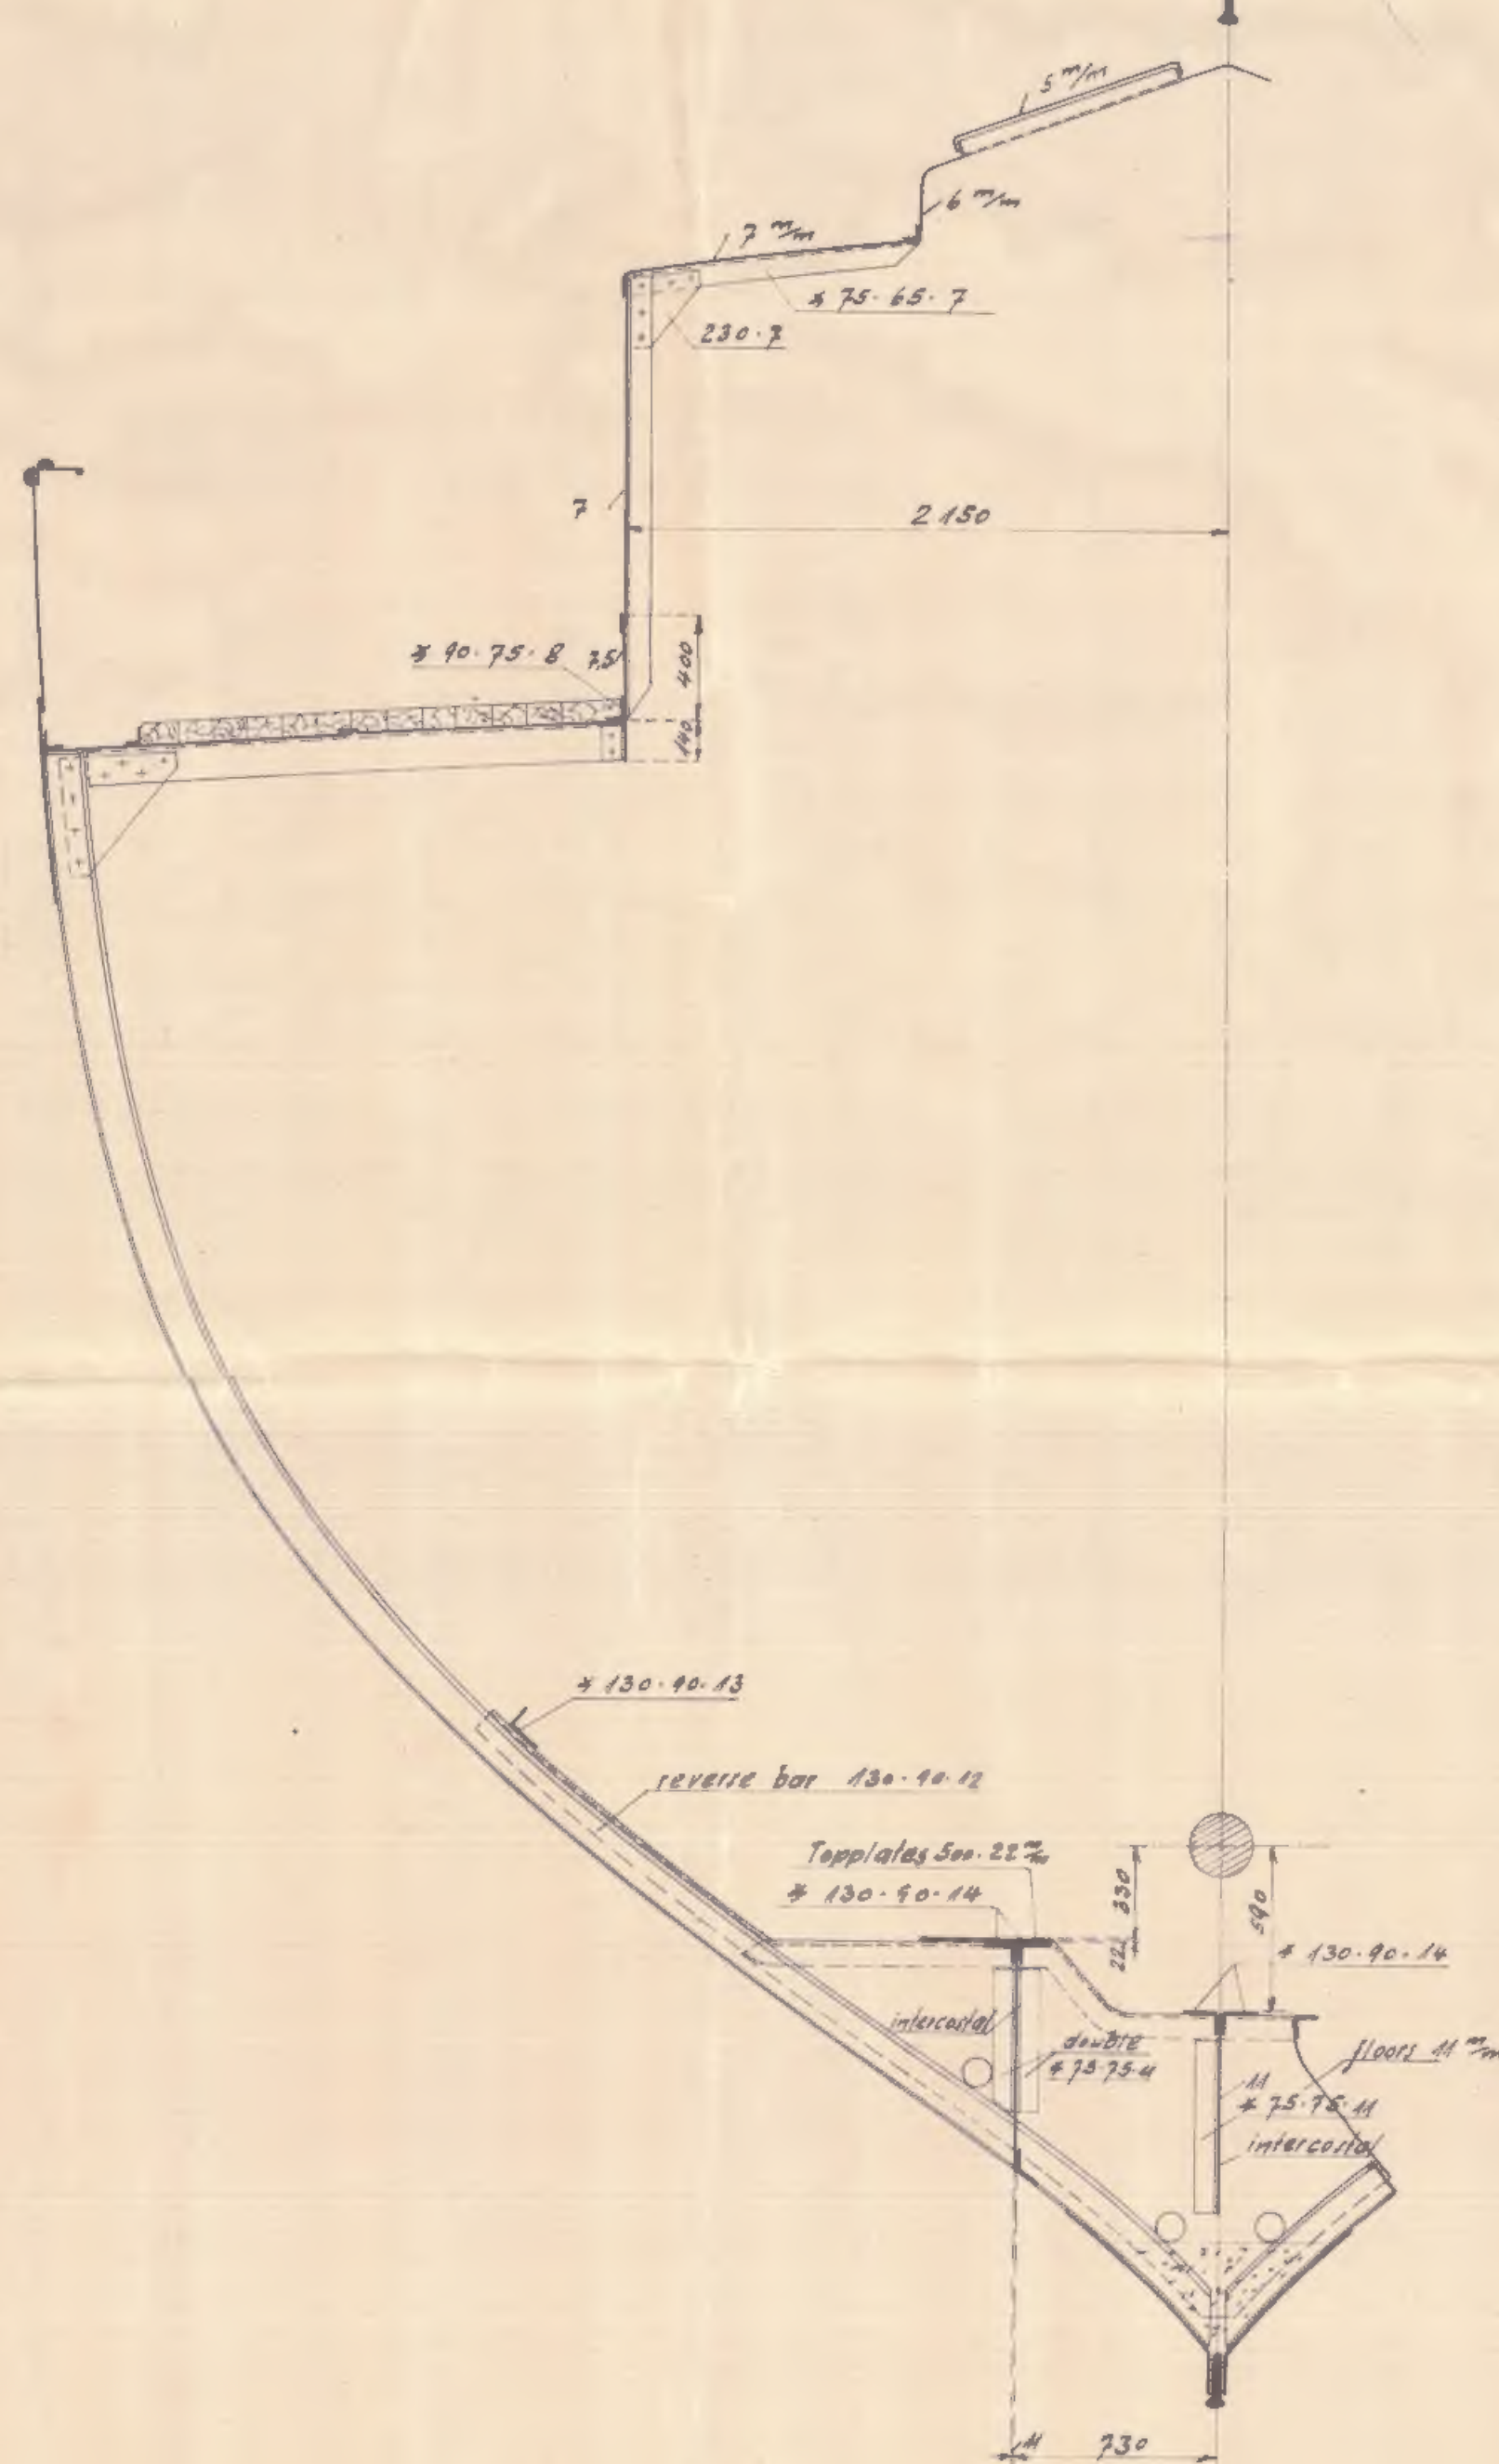 5 m/m
6 m/m
7 m/m
* 75·65·7
230·7
7
2150
* 90·75·8
7,5
400
140
* 130·90·13
reverse bar 130·90·12
Topplates 500·22 m/m
* 130·90·14
330
22
590
* 130·90·14
intercostal
double
* 75·75·11
floors 11 m/m
11
* 75·75·11
intercostal
11
730